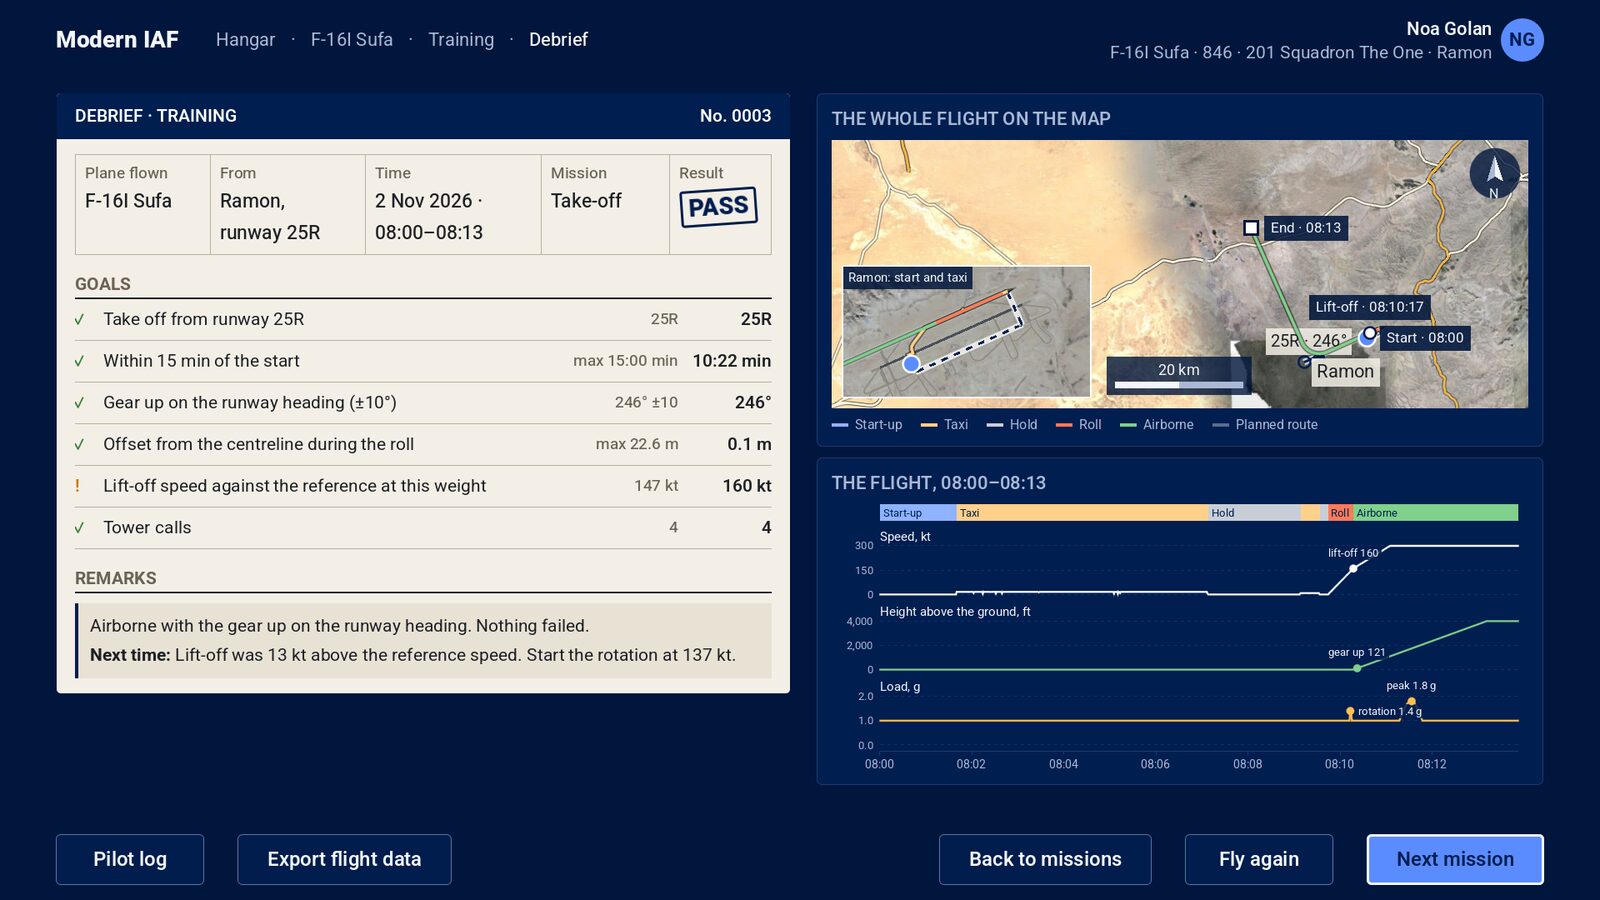 Modern IAF
Hangar · F-16I Sufa · Training · Debrief
Noa Golan
F-16I Sufa · 846 · 201 Squadron The One · Ramon
NG
DEBRIEF · TRAINING
No. 0003
Plane flown
F-16I Sufa
From
Ramon,
runway 25R
Time
2 Nov 2026 ·
08:00–08:13
Mission
Take-off
Result
PASS
GOALS
✓ Take off from runway 25R 25R 25R
✓ Within 15 min of the start max 15:00 min 10:22 min
✓ Gear up on the runway heading (±10°) 246° ±10 246°
✓ Offset from the centreline during the roll max 22.6 m 0.1 m
! Lift-off speed against the reference at this weight 147 kt 160 kt
✓ Tower calls 4 4
REMARKS
Airborne with the gear up on the runway heading. Nothing failed.
Next time: Lift-off was 13 kt above the reference speed. Start the rotation at 137 kt.
THE WHOLE FLIGHT ON THE MAP
N
End · 08:13
Ramon: start and taxi
Lift-off · 08:10:17
25R · 246°
Start · 08:00
20 km
Ramon
Start-up Taxi Hold Roll Airborne Planned route
THE FLIGHT, 08:00–08:13
Start-up Taxi Hold Roll Airborne
Speed, kt
300
lift-off 160
150
0
Height above the ground, ft
4,000
2,000
gear up 121
0
Load, g
peak 1.8 g
2.0
rotation 1.4 g
1.0
0.0
08:00 08:02 08:04 08:06 08:08 08:10 08:12
Pilot log
Export flight data
Back to missions
Fly again
Next mission